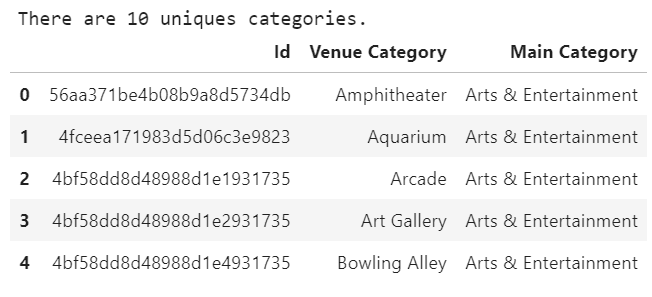 There are 10 uniques categories.
Id Venue Category Main Category
0 56aa371be4b08b9a8d5734db Amphitheater Arts & Entertainment
1 4fceea171983d5d06c3e9823 Aquarium Arts & Entertainment
2 4bf58dd8d48988d1e1931735 Arcade Arts & Entertainment
3 4bf58dd8d48988d1e2931735 Art Gallery Arts & Entertainment
4 4bf58dd8d48988d1e4931735 Bowling Alley Arts & Entertainment